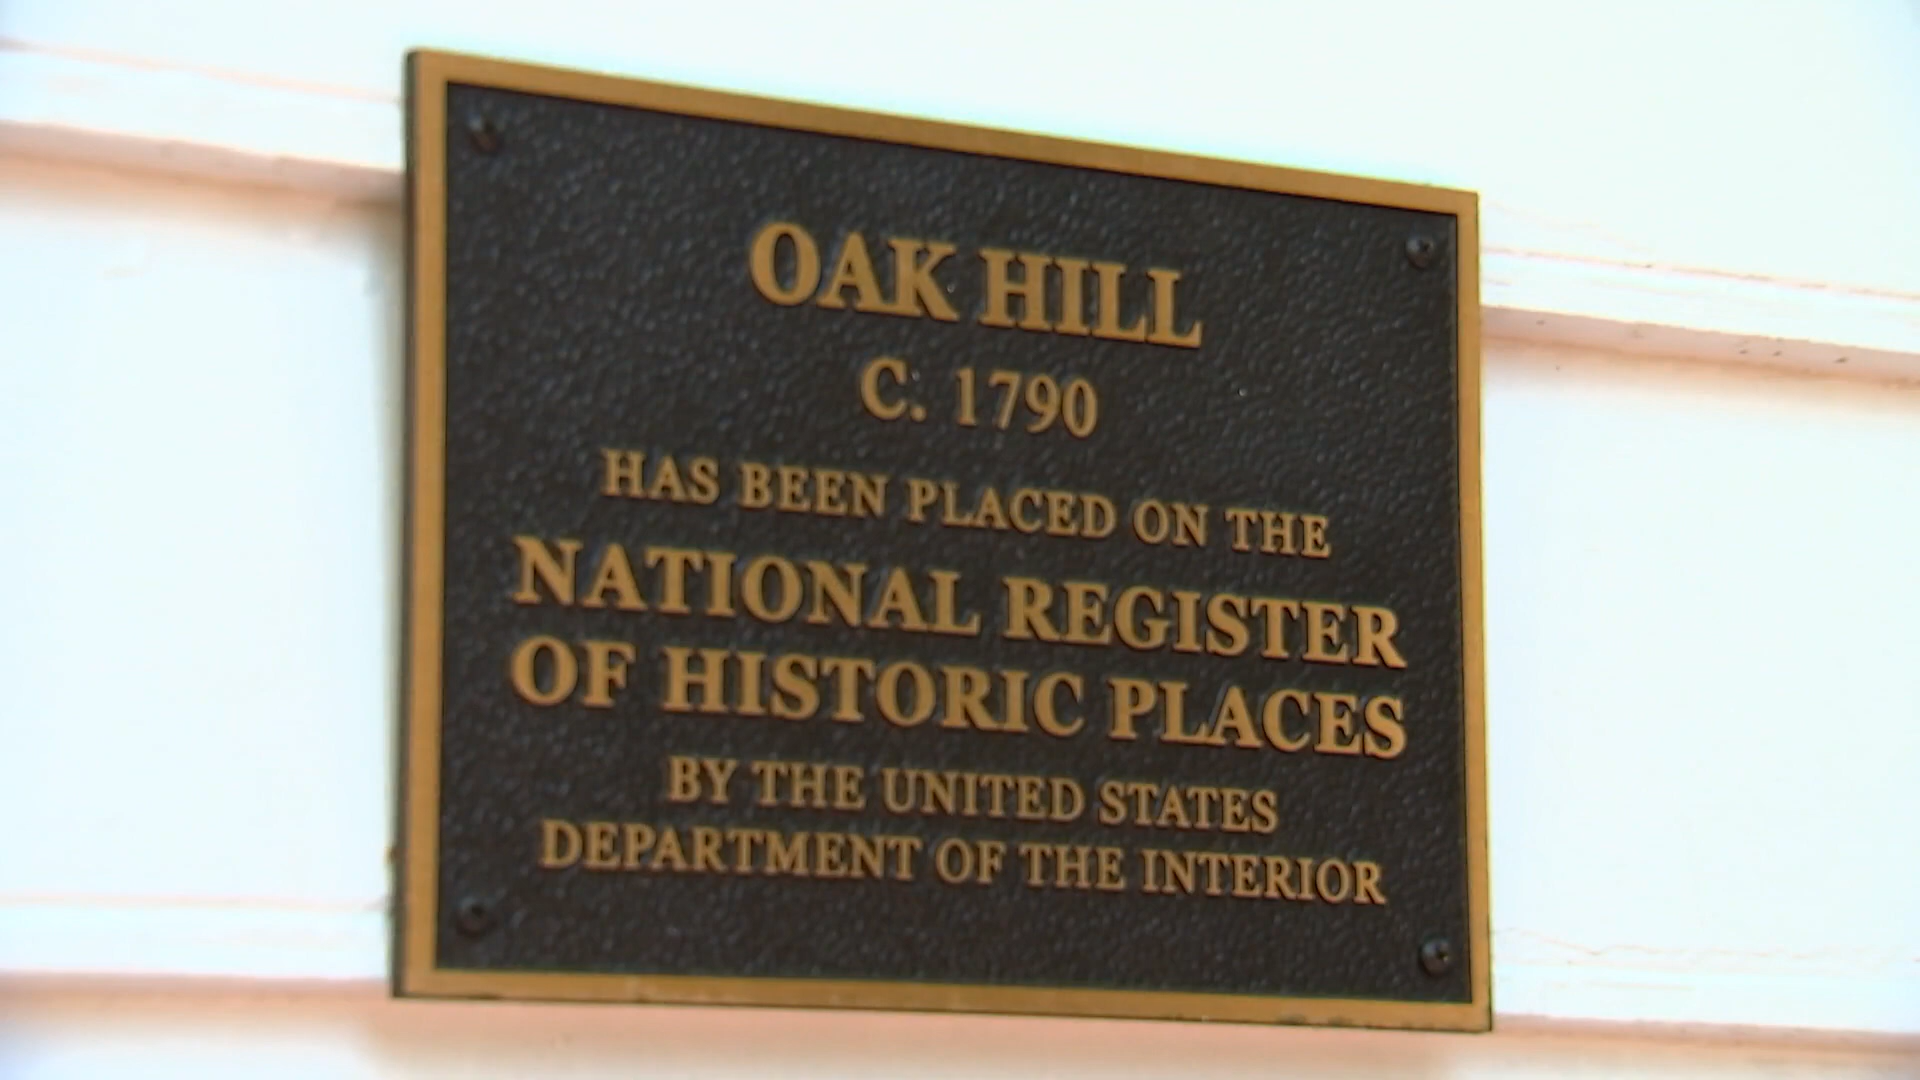 OAK HILL
C. 1790
HAS BEEN PLACED ON THE
NATIONAL REGISTER
OF HISTORIC PLACES
BY THE UNITED STATES
DEPARTMENT OF THE INTERIOR